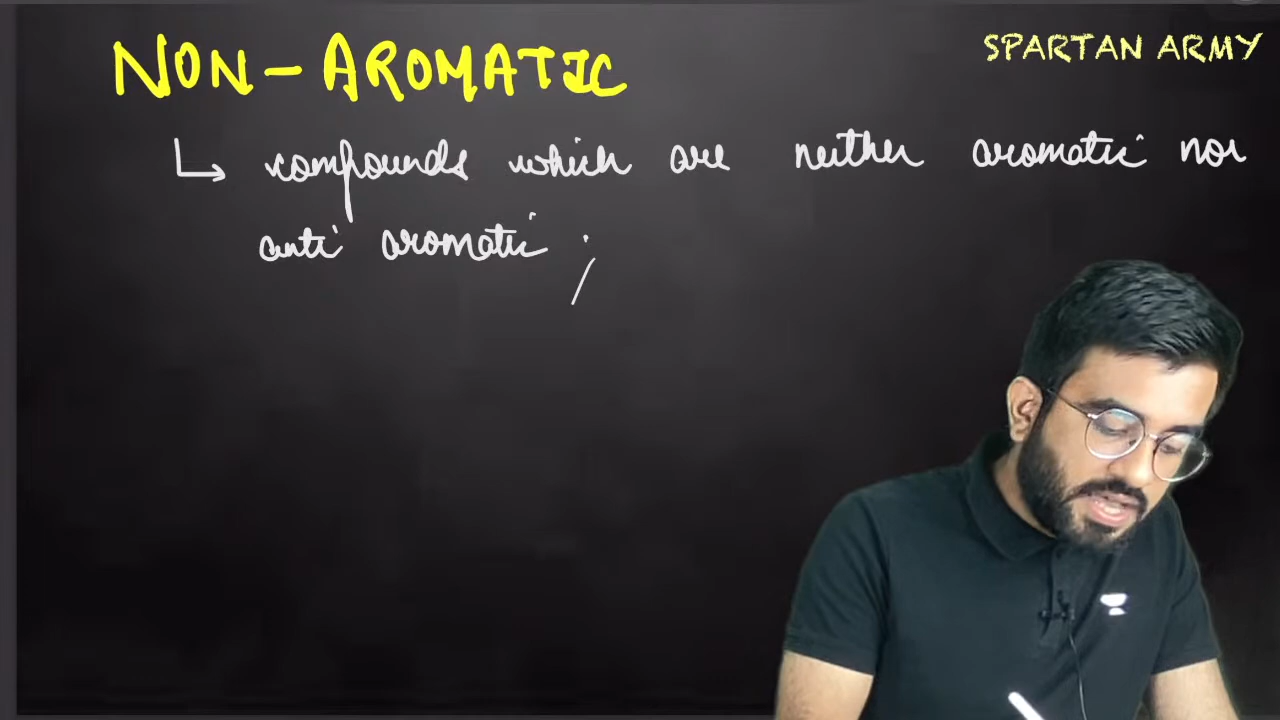 NON-AROMATIC
SPARTAN ARMY
↳ compounds which are neither aromatic nor
anti aromatic ;